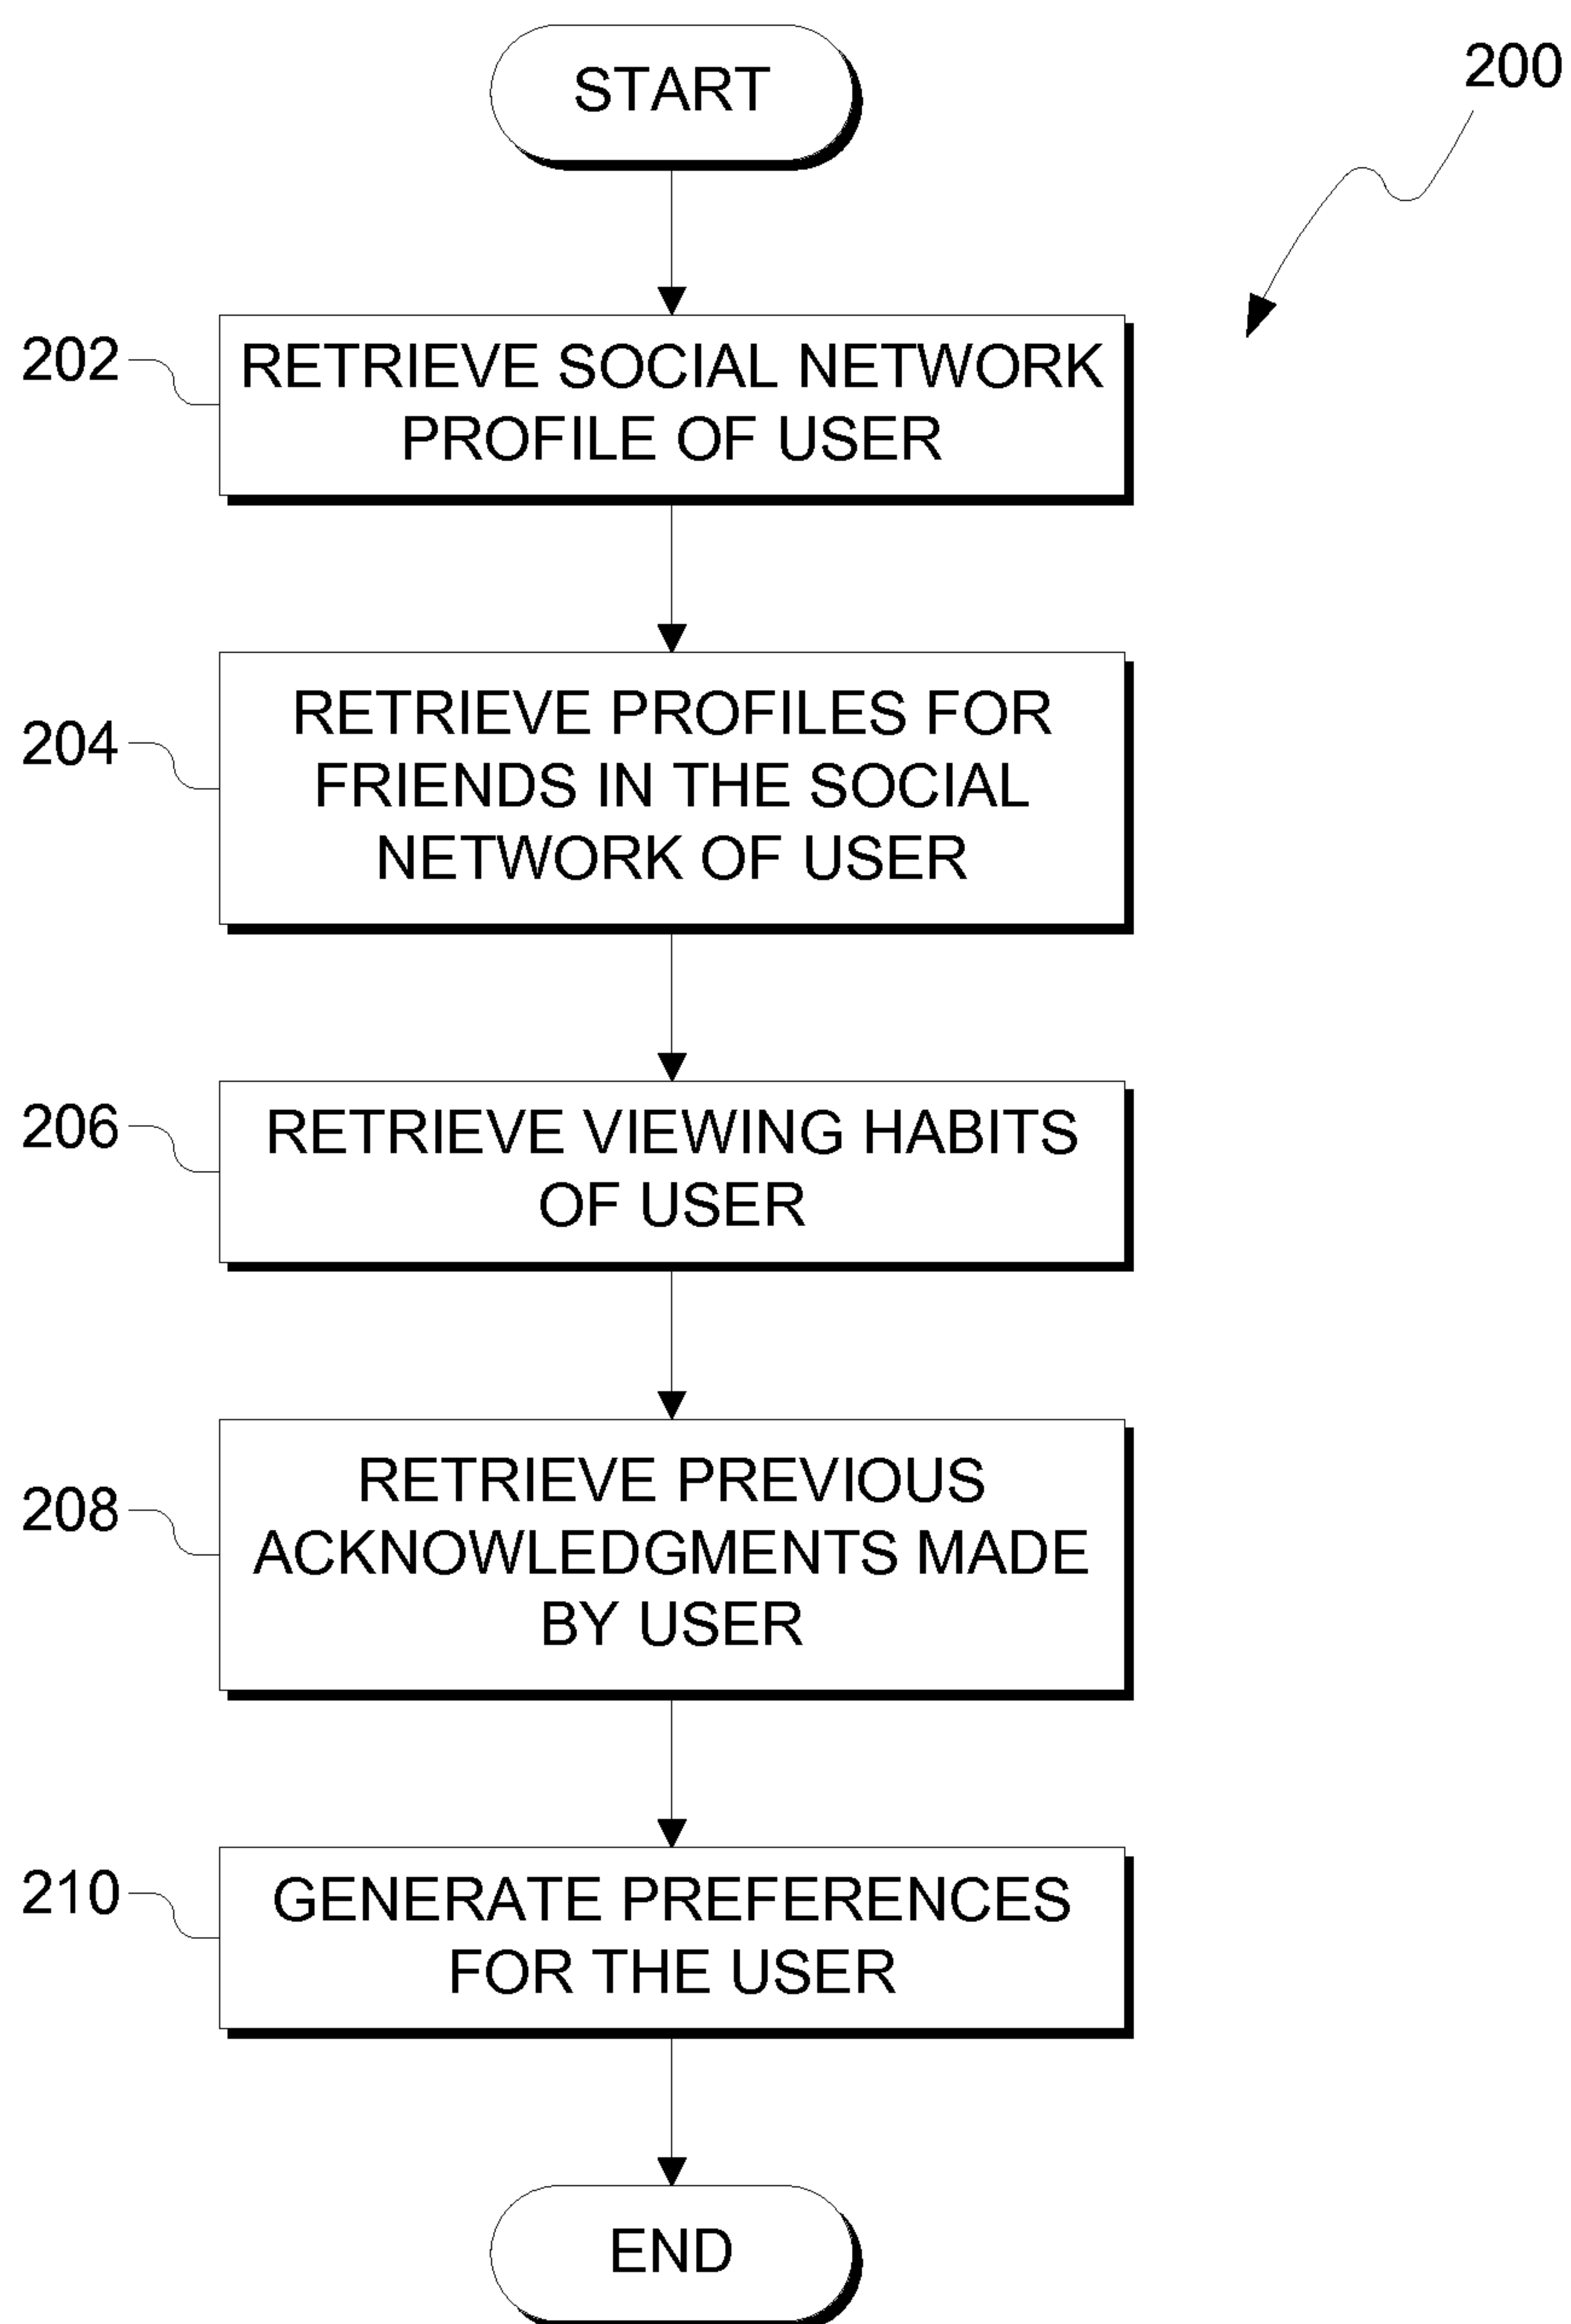 START
200
202
RETRIEVE SOCIAL NETWORK
PROFILE OF USER
204
RETRIEVE PROFILES FOR
FRIENDS IN THE SOCIAL
NETWORK OF USER
206
RETRIEVE VIEWING HABITS
OF USER
208
RETRIEVE PREVIOUS
ACKNOWLEDGMENTS MADE
BY USER
210
GENERATE PREFERENCES
FOR THE USER
END